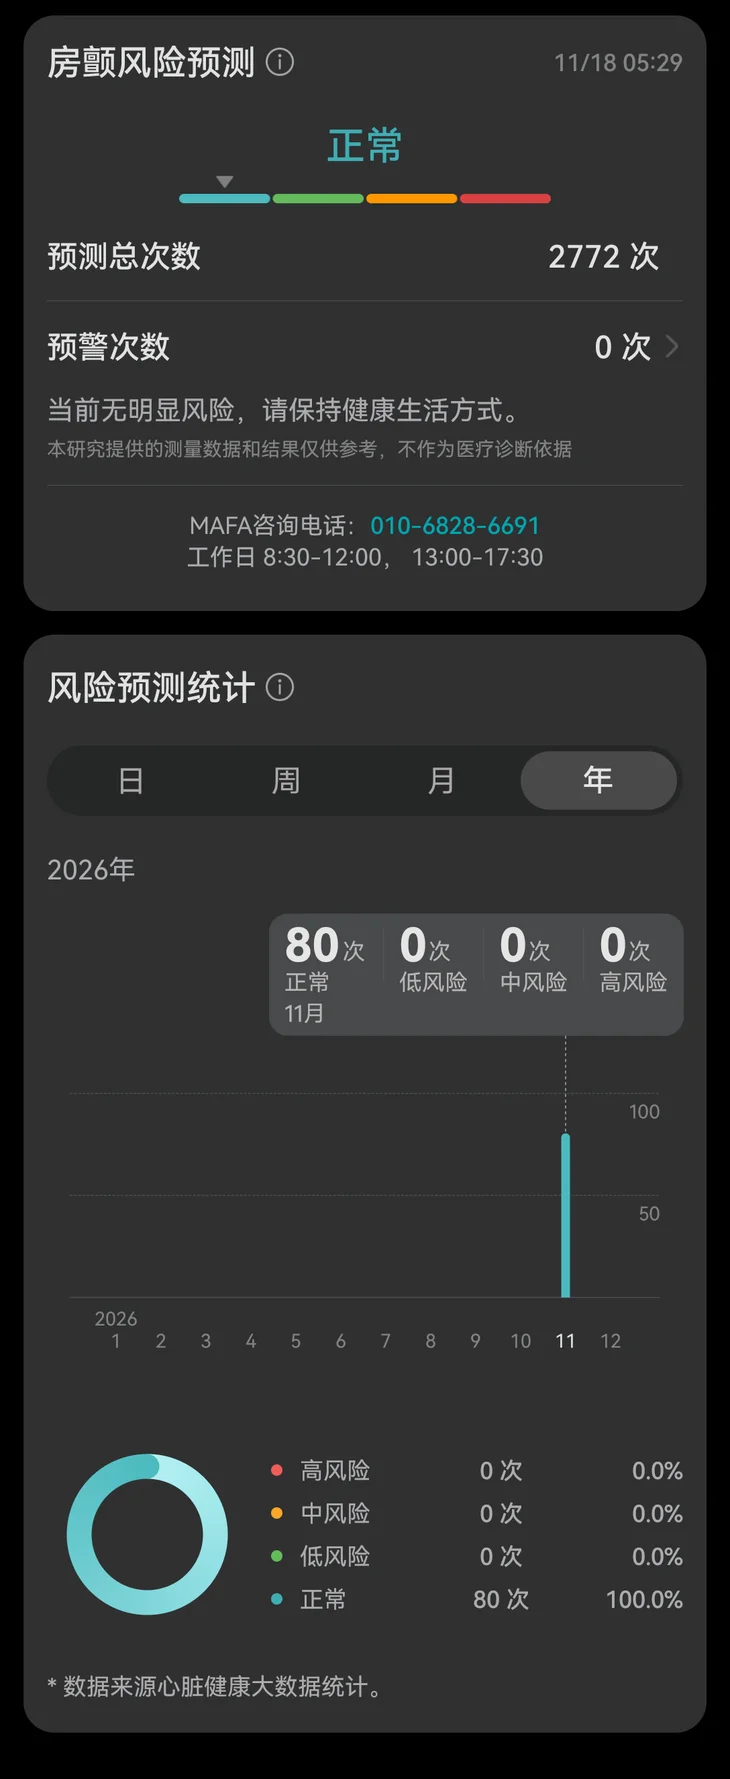 房颤风险预测
11/18 05:29
正常
预测总次数 2772 次
预警次数 0 次
当前无明显风险，请保持健康生活方式。
本研究提供的测量数据和结果仅供参考，不作为医疗诊断依据
MAFA咨询电话：010-6828-6691
工作日 8:30-12:00， 13:00-17:30
风险预测统计
日 周 月 年
2026年
80次 0次 0次 0次
正常 低风险 中风险 高风险
11月
100
50
2026
1 2 3 4 5 6 7 8 9 10 11 12
高风险 0 次 0.0%
中风险 0 次 0.0%
低风险 0 次 0.0%
正常 80 次 100.0%
* 数据来源心脏健康大数据统计。